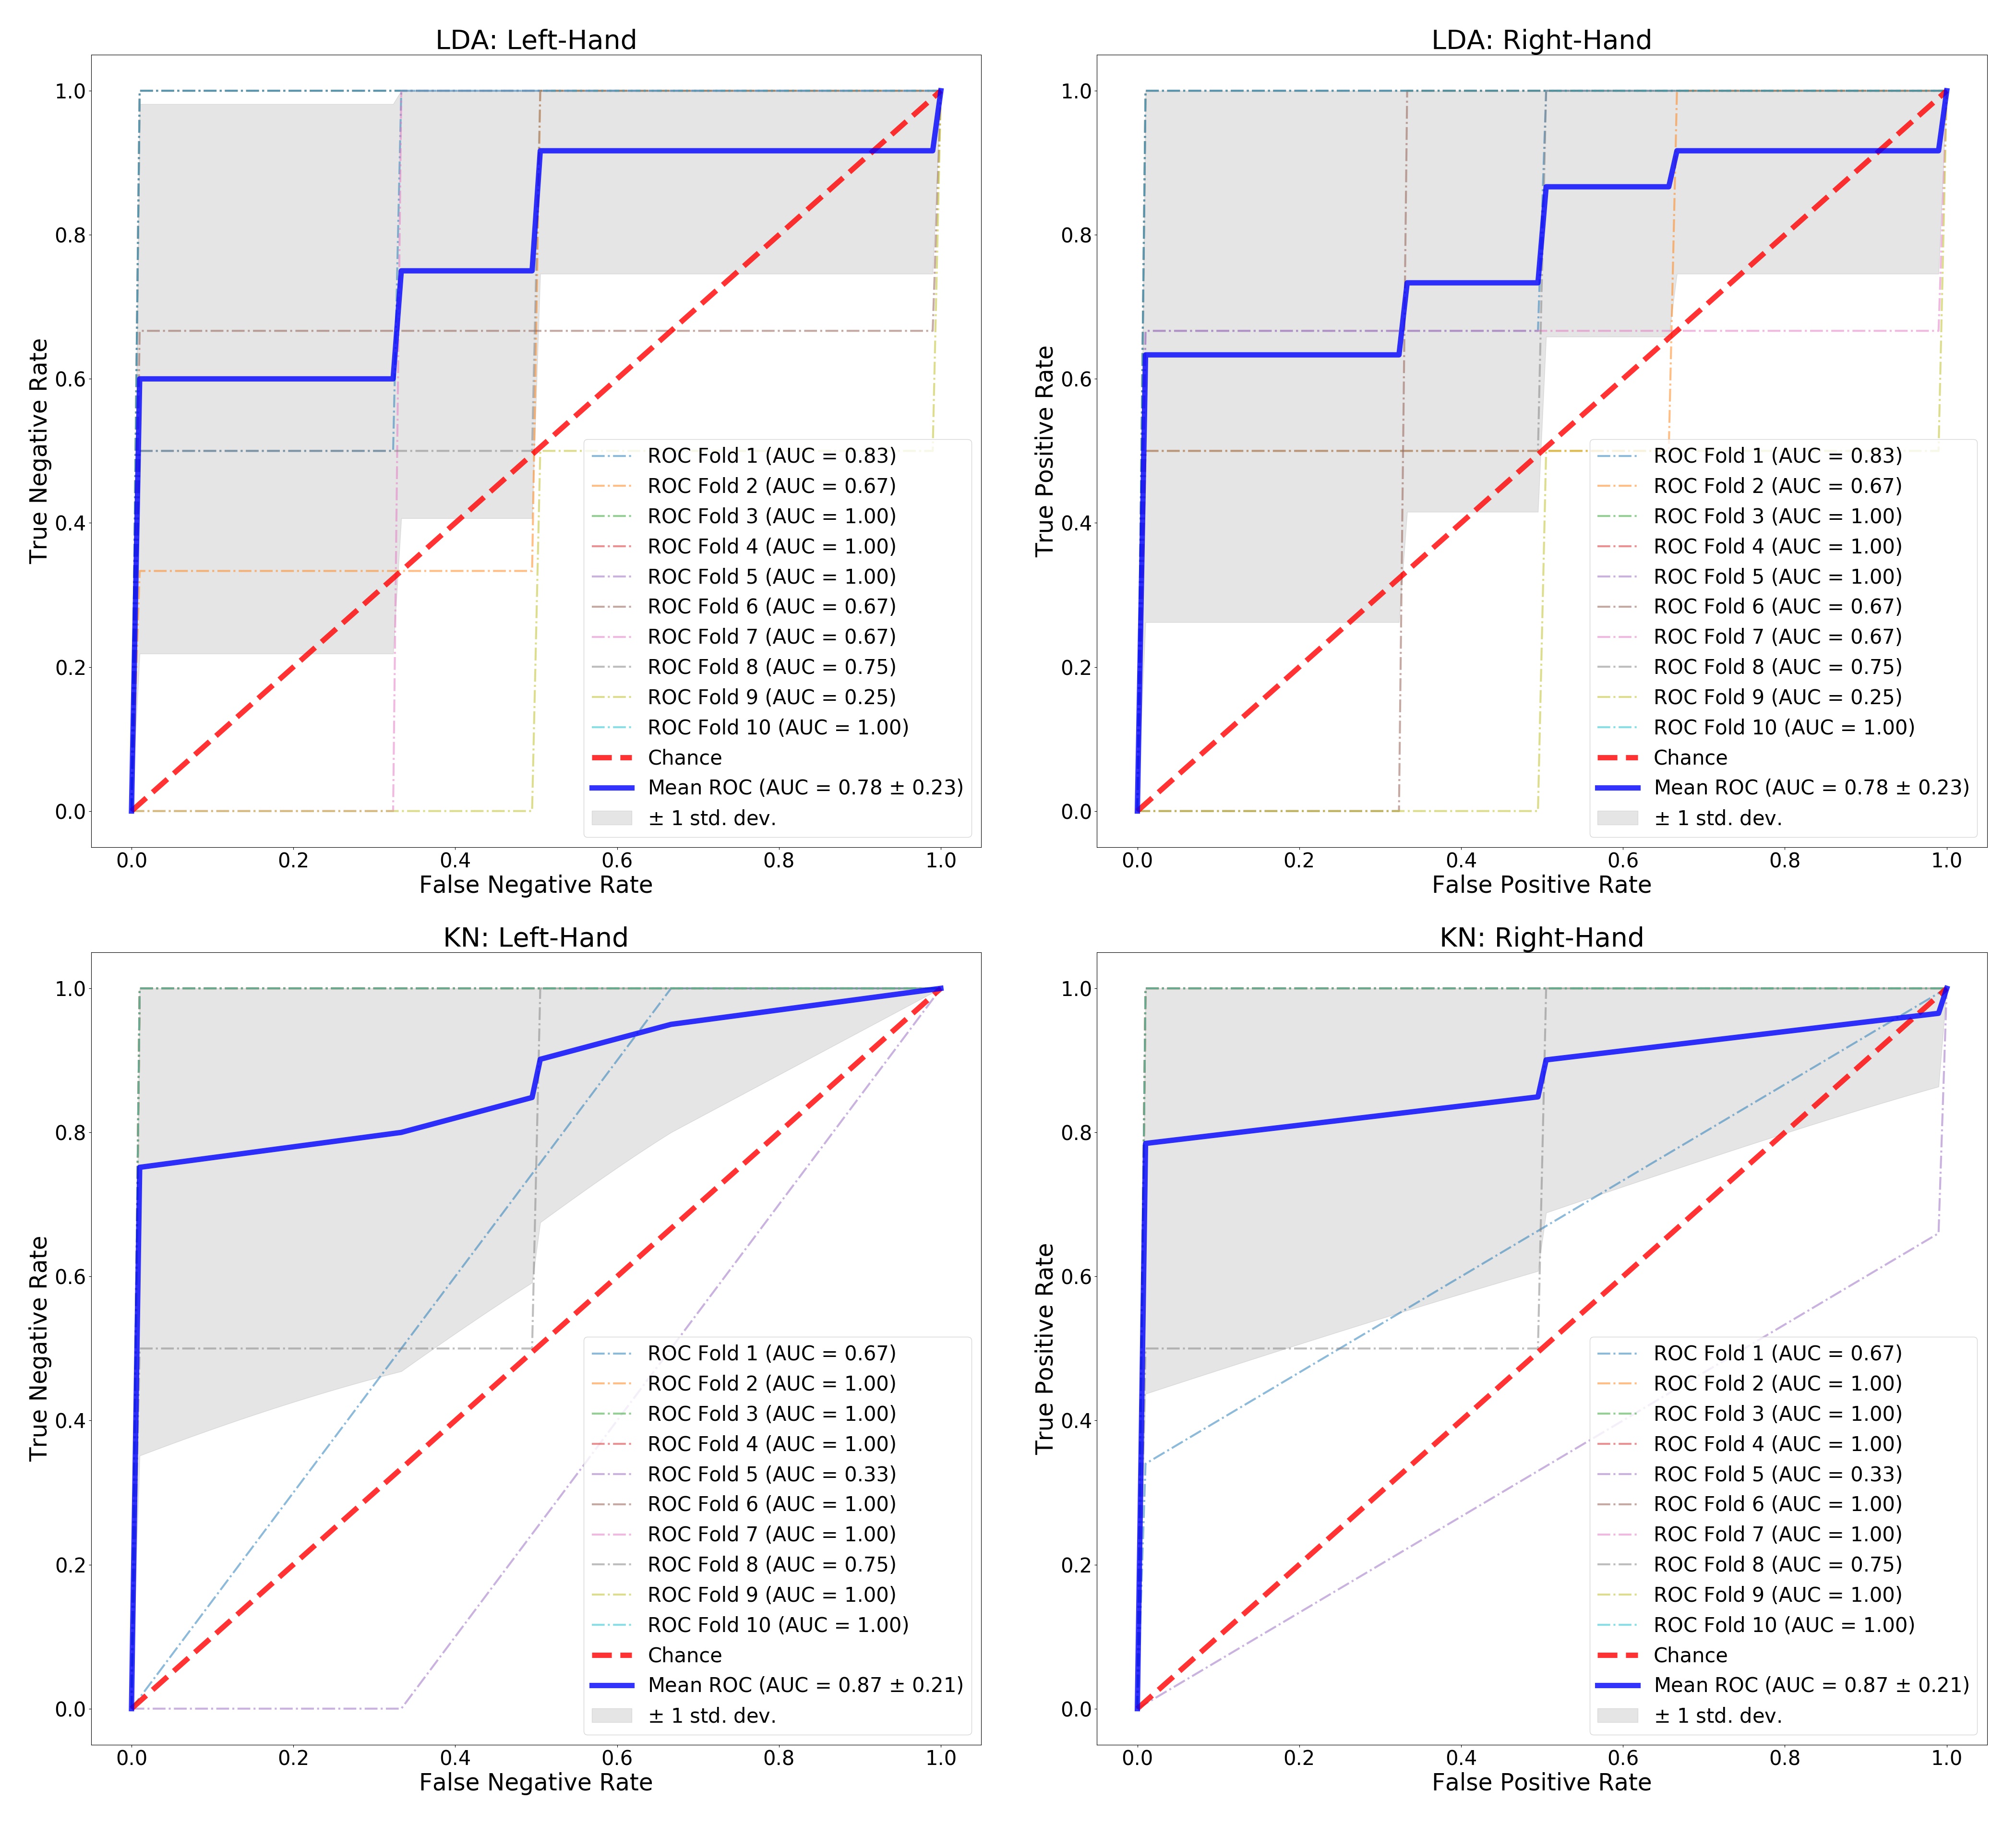 LDA: Left-Hand
True Negative Rate
1.0
0.8
0.6
0.4
0.2
0.0
ROC Fold 1 (AUC = 0.83)
ROC Fold 2 (AUC = 0.67)
ROC Fold 3 (AUC = 1.00)
ROC Fold 4 (AUC = 1.00)
ROC Fold 5 (AUC = 1.00)
ROC Fold 6 (AUC = 0.67)
ROC Fold 7 (AUC = 0.67)
ROC Fold 8 (AUC = 0.75)
ROC Fold 9 (AUC = 0.25)
ROC Fold 10 (AUC = 1.00)
Chance
Mean ROC (AUC = 0.78 ± 0.23)
± 1 std. dev.
0.0 0.2 0.4 0.6 0.8 1.0
False Negative Rate
LDA: Right-Hand
True Positive Rate
1.0
0.8
0.6
0.4
0.2
0.0
ROC Fold 1 (AUC = 0.83)
ROC Fold 2 (AUC = 0.67)
ROC Fold 3 (AUC = 1.00)
ROC Fold 4 (AUC = 1.00)
ROC Fold 5 (AUC = 1.00)
ROC Fold 6 (AUC = 0.67)
ROC Fold 7 (AUC = 0.67)
ROC Fold 8 (AUC = 0.75)
ROC Fold 9 (AUC = 0.25)
ROC Fold 10 (AUC = 1.00)
Chance
Mean ROC (AUC = 0.78 ± 0.23)
± 1 std. dev.
0.0 0.2 0.4 0.6 0.8 1.0
False Positive Rate
KN: Left-Hand
True Negative Rate
1.0
0.8
0.6
0.4
0.2
0.0
ROC Fold 1 (AUC = 0.67)
ROC Fold 2 (AUC = 1.00)
ROC Fold 3 (AUC = 1.00)
ROC Fold 4 (AUC = 1.00)
ROC Fold 5 (AUC = 0.33)
ROC Fold 6 (AUC = 1.00)
ROC Fold 7 (AUC = 1.00)
ROC Fold 8 (AUC = 0.75)
ROC Fold 9 (AUC = 1.00)
ROC Fold 10 (AUC = 1.00)
Chance
Mean ROC (AUC = 0.87 ± 0.21)
± 1 std. dev.
0.0 0.2 0.4 0.6 0.8 1.0
False Negative Rate
KN: Right-Hand
True Positive Rate
1.0
0.8
0.6
0.4
0.2
0.0
ROC Fold 1 (AUC = 0.67)
ROC Fold 2 (AUC = 1.00)
ROC Fold 3 (AUC = 1.00)
ROC Fold 4 (AUC = 1.00)
ROC Fold 5 (AUC = 0.33)
ROC Fold 6 (AUC = 1.00)
ROC Fold 7 (AUC = 1.00)
ROC Fold 8 (AUC = 0.75)
ROC Fold 9 (AUC = 1.00)
ROC Fold 10 (AUC = 1.00)
Chance
Mean ROC (AUC = 0.87 ± 0.21)
± 1 std. dev.
0.0 0.2 0.4 0.6 0.8 1.0
False Positive Rate